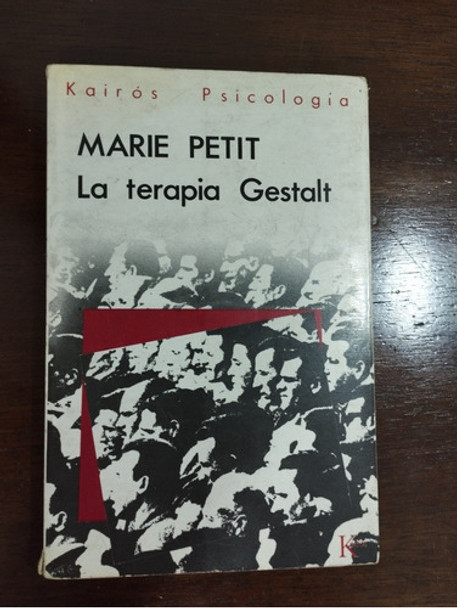 Kairós Psicología
MARIE PETIT
La terapia Gestalt
K